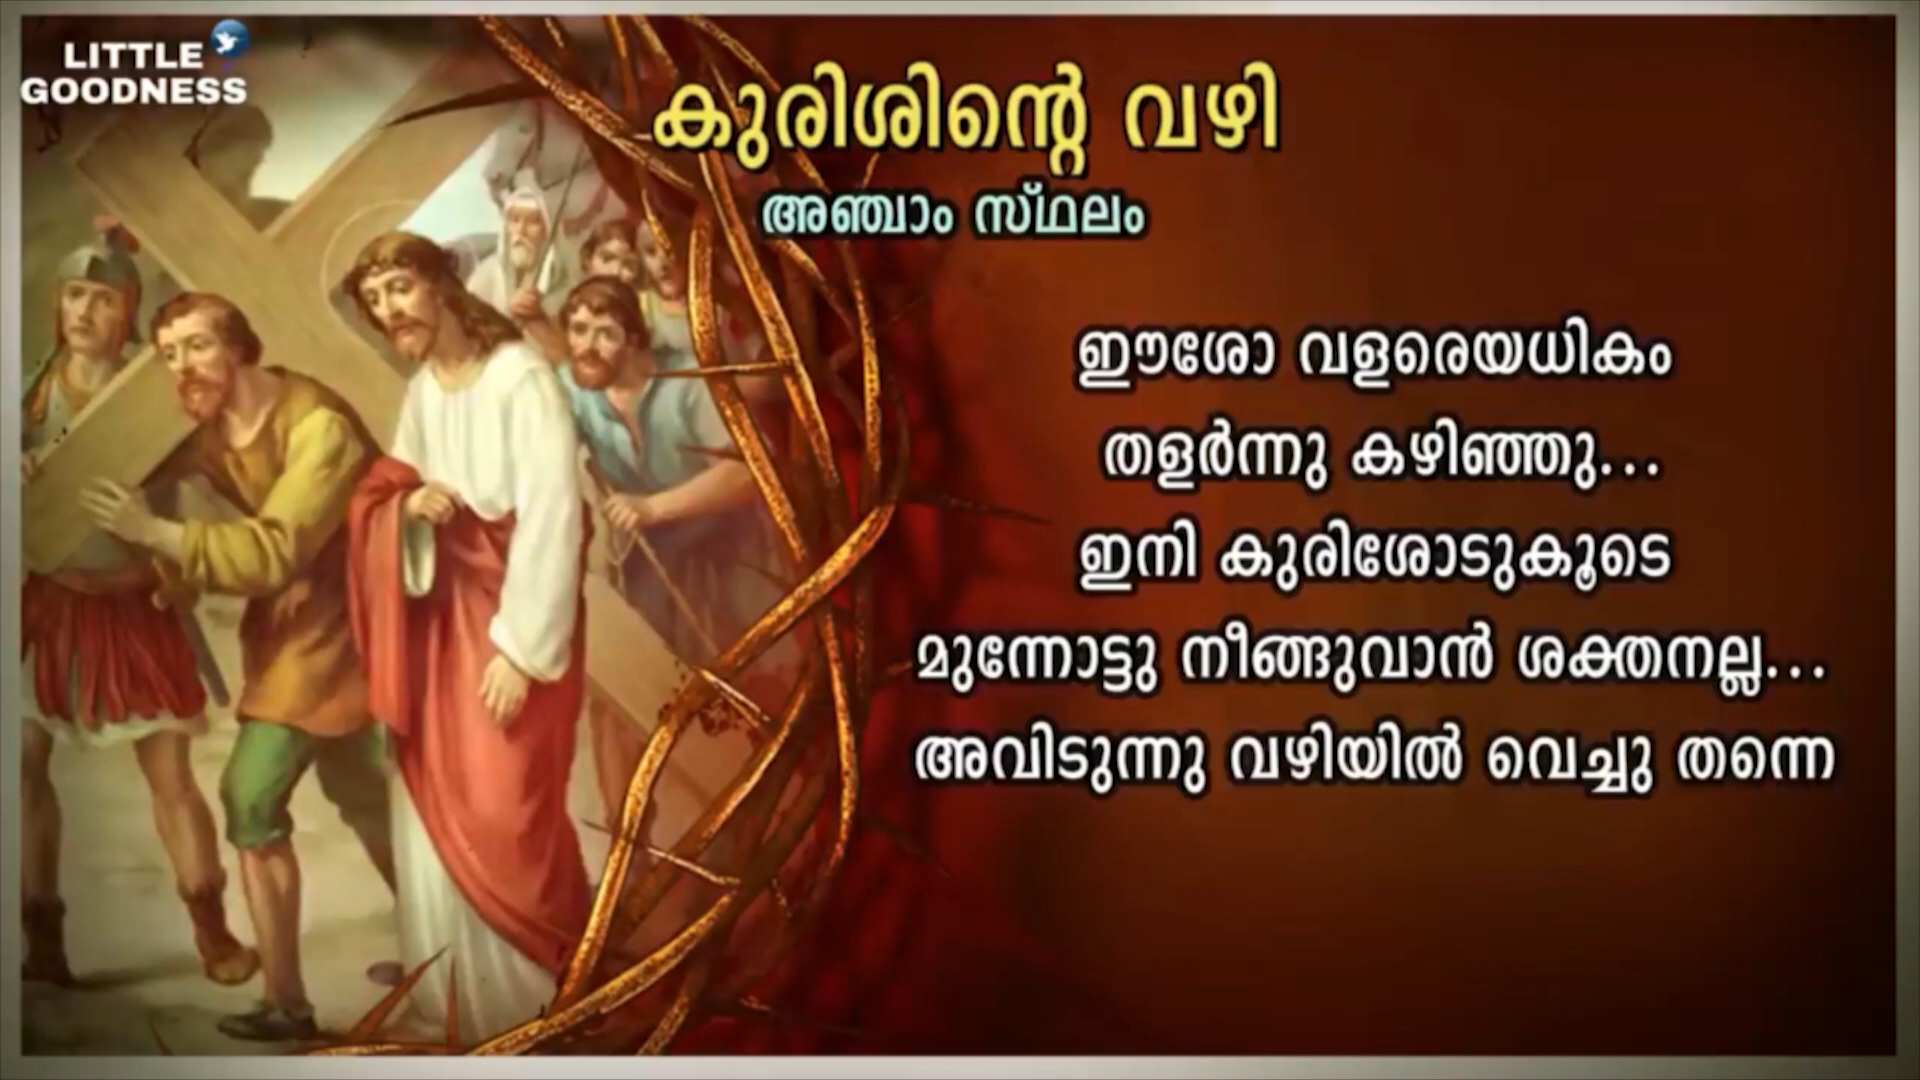 LITTLE
GOODNESS
കുരിശിന്റെ വഴി
അഞ്ചാം സ്ഥലം
ഈശോ വളരെയധികം
തളർന്നു കഴിഞ്ഞു...
ഇനി കുരിശോടുകൂടെ
മുന്നോട്ടു നീങ്ങുവാൻ ശക്തനല്ല...
അവിടുന്നു വഴിയിൽ വെച്ചു തന്നെ